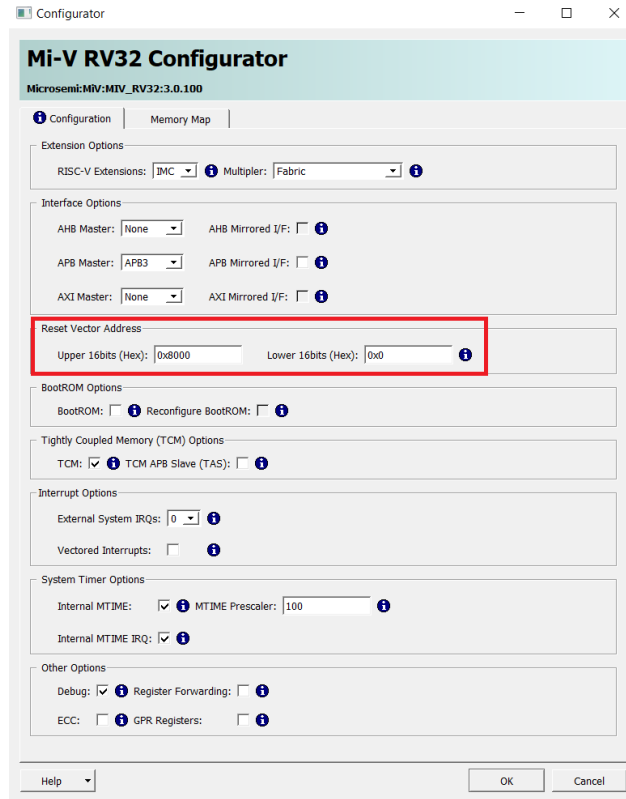 Configurator
Mi-V RV32 Configurator
Microsemi:MiV:MIV_RV32:3.0.100
Configuration Memory Map
Extension Options
RISC-V Extensions: IMC Multipler: Fabric
Interface Options
AHB Master: None AHB Mirrored I/F:
APB Master: APB3 APB Mirrored I/F:
AXI Master: None AXI Mirrored I/F:
Reset Vector Address
Upper 16bits (Hex): 0x8000 Lower 16bits (Hex): 0x0
BootROM Options
BootROM: Reconfigure BootROM:
Tightly Coupled Memory (TCM) Options
TCM: TCM APB Slave (TAS):
Interrupt Options
External System IRQs: 0
Vectored Interrupts:
System Timer Options
Internal MTIME: MTIME Prescaler: 100
Internal MTIME IRQ:
Other Options
Debug: Register Forwarding:
ECC: GPR Registers:
Help OK Cancel